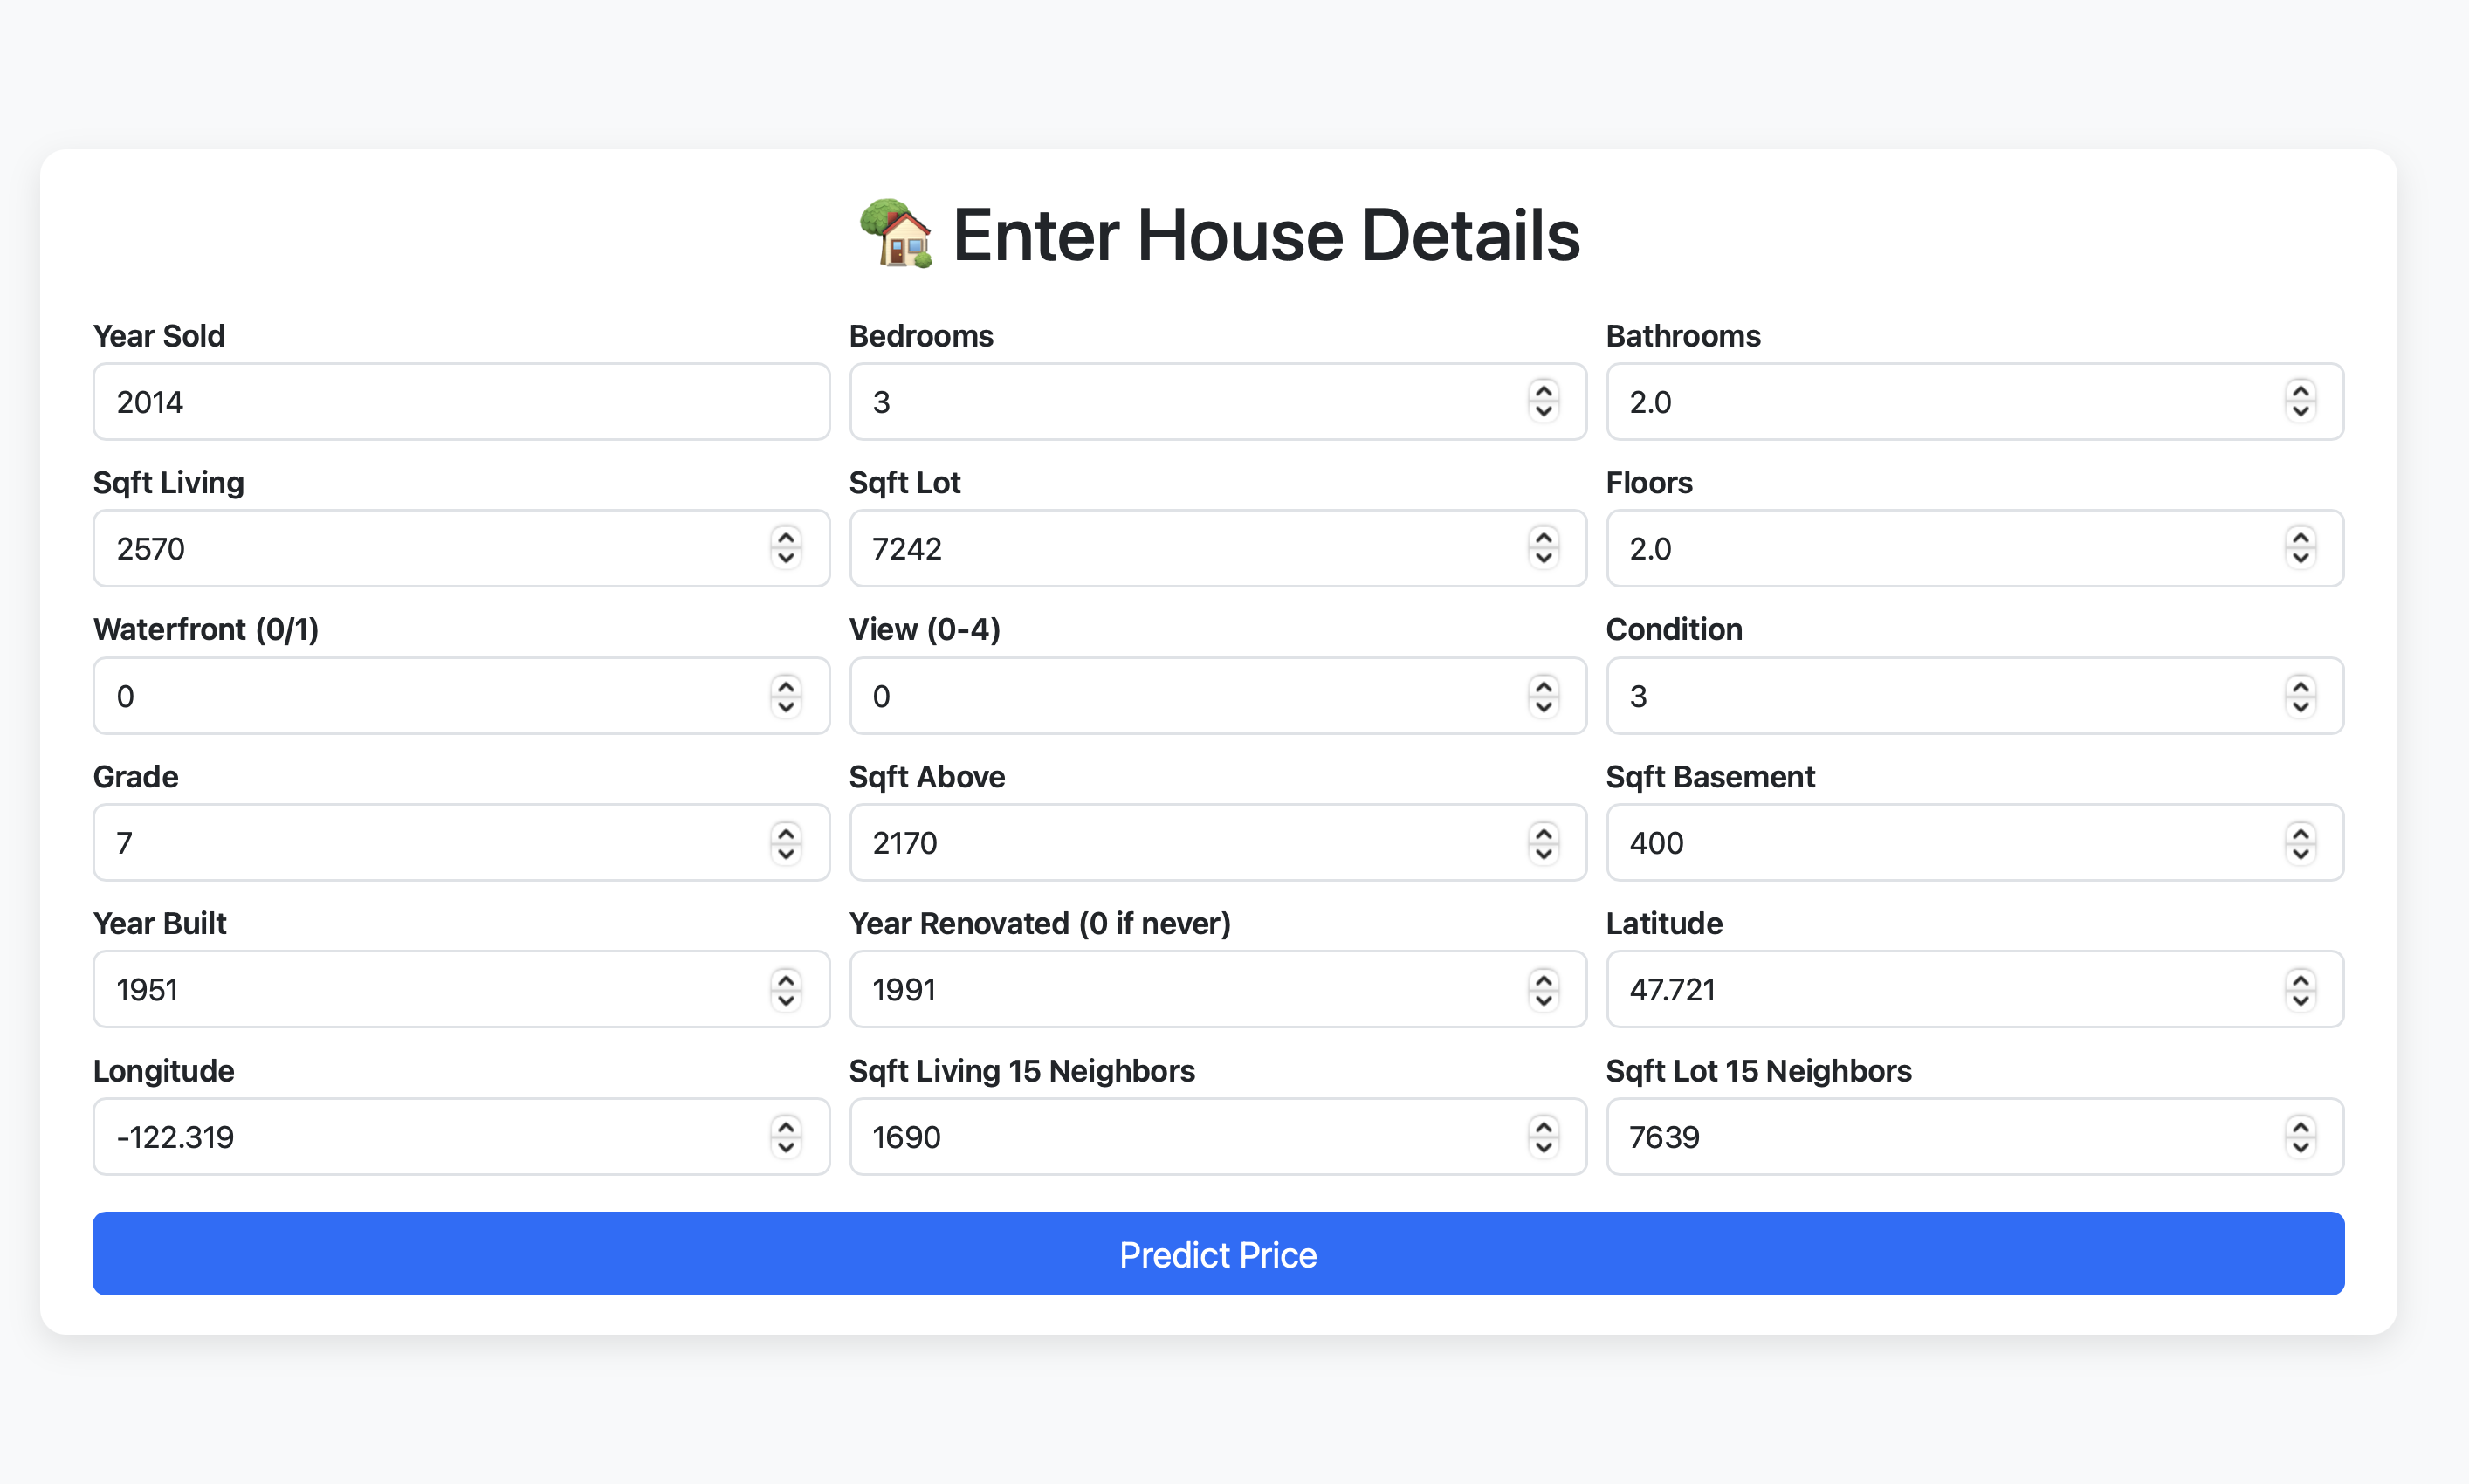 Enter House Details
Year Sold
2014
Bedrooms
3
Bathrooms
2.0
Sqft Living
2570
Sqft Lot
7242
Floors
2.0
Waterfront (0/1)
0
View (0-4)
0
Condition
3
Grade
7
Sqft Above
2170
Sqft Basement
400
Year Built
1951
Year Renovated (0 if never)
1991
Latitude
47.721
Longitude
-122.319
Sqft Living 15 Neighbors
1690
Sqft Lot 15 Neighbors
7639
Predict Price